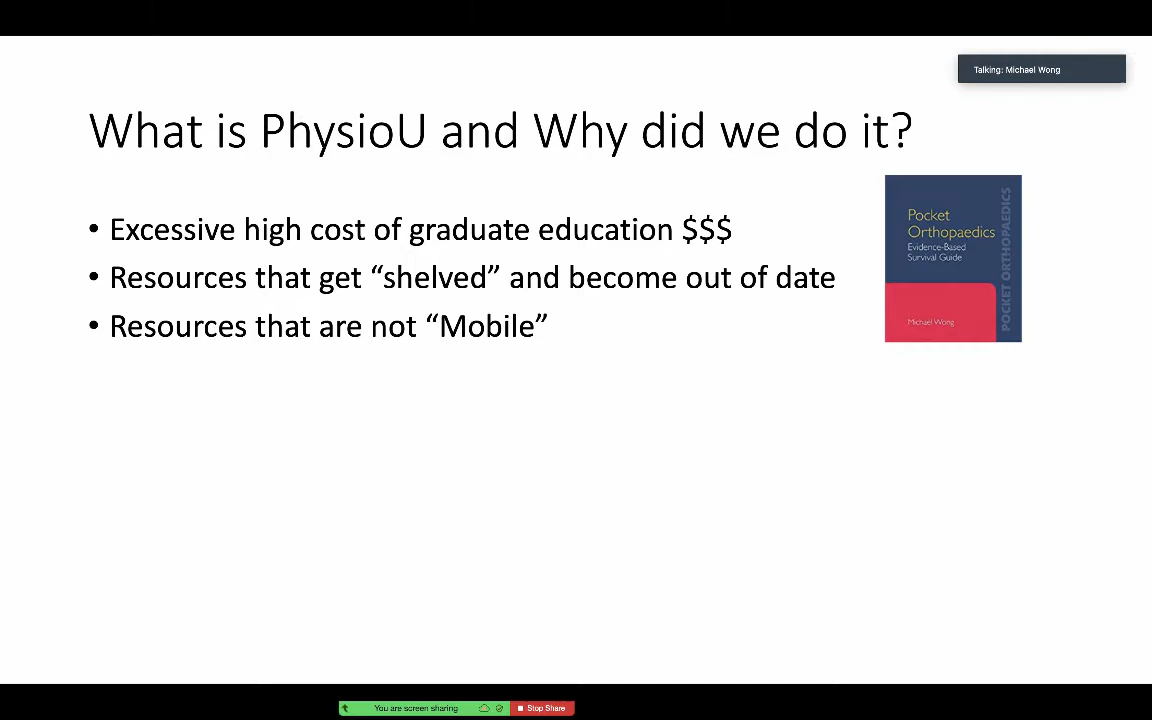 Talking: Michael Wong
What is PhysioU and Why did we do it?
• Excessive high cost of graduate education $$$
• Resources that get “shelved” and become out of date
• Resources that are not “Mobile”
Pocket
Orthopaedics
Evidence-Based
Survival Guide
Michael Wong
POCKET ORTHOPAEDICS
You are screen sharing
Stop Share